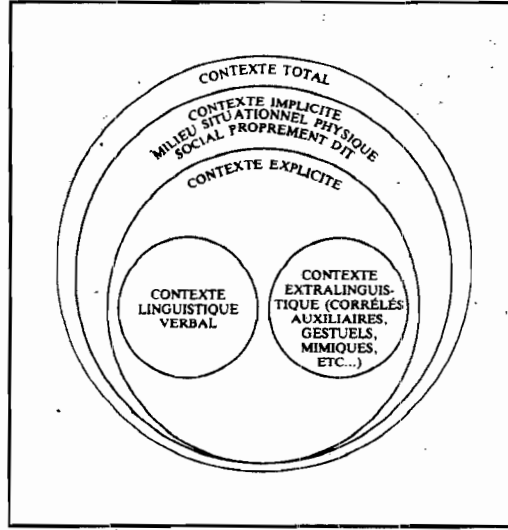 CONTEXTE TOTAL
CONTEXTE IMPLICITE
MILIEU SITUATIONNEL PHYSIQUE
SOCIAL PROPREMENT DIT
CONTEXTE EXPLICITE
CONTEXTE
LINGUISTIQUE
VERBAL
CONTEXTE
EXTRALINGUIS-
TIQUE (CORRÉLÉS
AUXILIAIRES,
GESTUELS,
MIMIQUES,
ETC...)